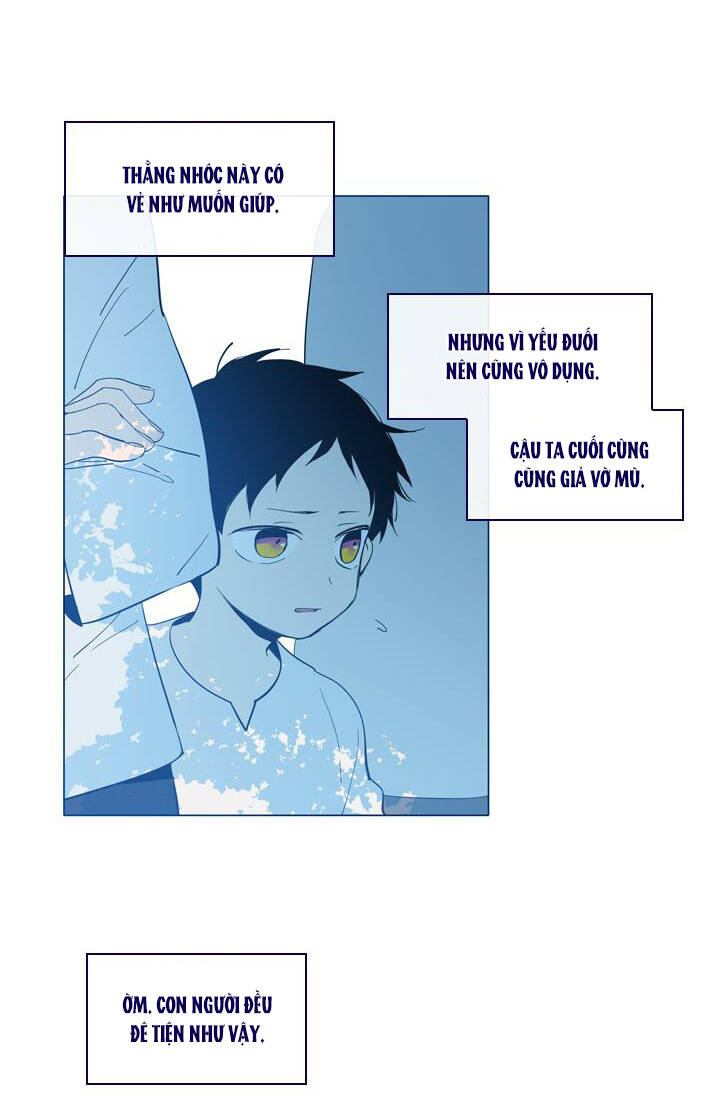 THẰNG NHÓC NÀY CÓ
VẺ NHƯ MUỐN GIÚP.
NHƯNG VÌ YẾU ĐUỐI
NÊN CŨNG VÔ DỤNG.
CẬU TA CUỐI CÙNG
CŨNG GIẢ VỜ MÙ.
ỜM. CON NGƯỜI ĐỀU
ĐÊ TIỆN NHƯ VẬY.